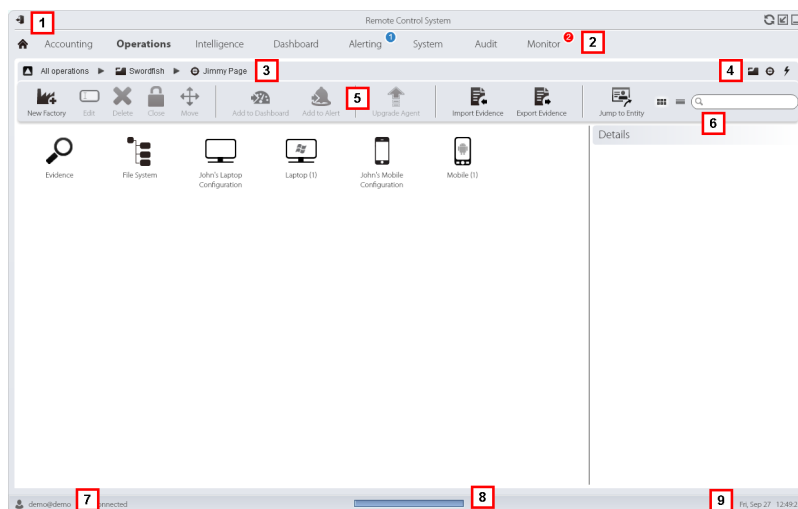 1 Remote Control System
Accounting Operations Intelligence Dashboard Alerting 1 System Audit Monitor 2 2
All operations Swordfish Jimmy Page 3 4
New Factory Edit Delete Close Move Add to Dashboard Add to Alert 5 Upgrade Agent Import Evidence Export Evidence Jump to Entity 6
Details
Evidence File System John's Laptop Configuration Laptop (1) John's Mobile Configuration Mobile (1)
demo@demo 7 8 9 Fri, Sep 27